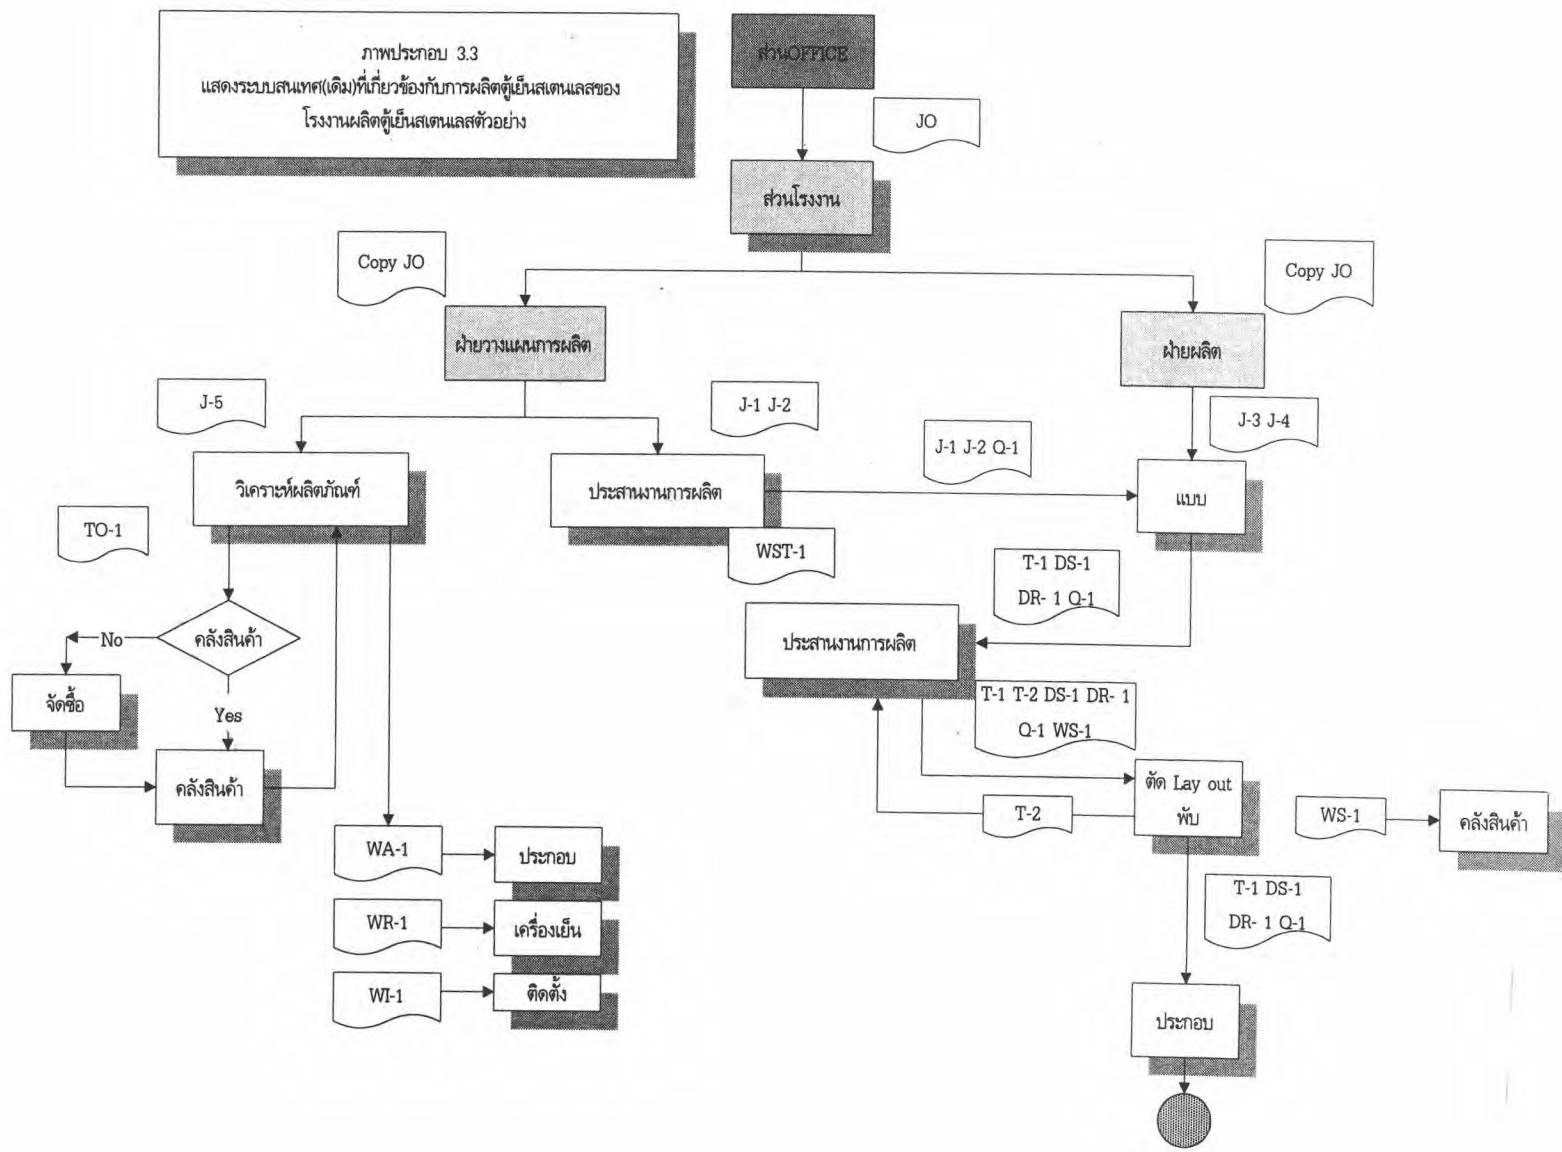 ภาพประกอบ 3.3
แสดงระบบสนเทศ(เดิม)ที่เกี่ยวข้องกับการผลิตตู้เย็นสเตนเลสของ
โรงงานผลิตตู้เย็นสเตนเลสตัวอย่าง
ส่วนOFFICE
JO
ส่วนโรงงาน
Copy JO
Copy JO
ฝ่ายวางแผนการผลิต
ฝ่ายผลิต
J-5
J-1 J-2
J-3 J-4
J-1 J-2 Q-1
วิเคราะห์ผลิตภัณฑ์
ประสานงานการผลิต
แบบ
TO-1
WST-1
T-1 DS-1
DR- 1 Q-1
No
คลังสินค้า
ประสานงานการผลิต
จัดซื้อ
Yes
T-1 T-2 DS-1 DR- 1
Q-1 WS-1
คลังสินค้า
ตัด Lay out
พับ
T-2
WS-1
คลังสินค้า
WA-1
ประกอบ
T-1 DS-1
DR- 1 Q-1
WR-1
เครื่องเย็น
WI-1
ติดตั้ง
ประกอบ